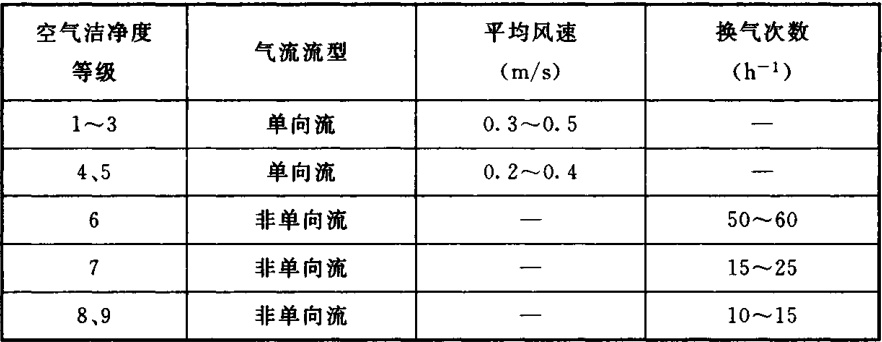 空气洁净度等级 气流流型 平均风速（m/s） 换气次数（h⁻¹）
1～3 单向流 0.3～0.5 —
4、5 单向流 0.2～0.4 —
6 非单向流 — 50～60
7 非单向流 — 15～25
8、9 非单向流 — 10～15